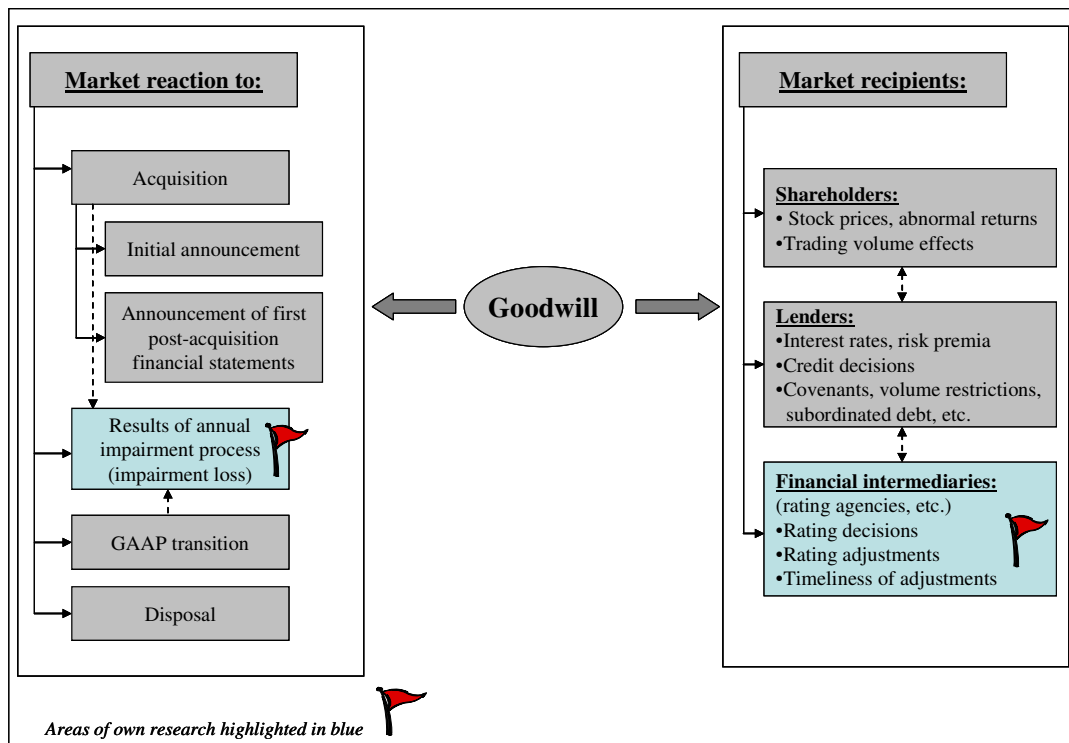 Market reaction to:
Acquisition
Initial announcement
Announcement of first
post-acquisition
financial statements
Results of annual
impairment process
(impairment loss)
GAAP transition
Disposal
Goodwill
Market recipients:
Shareholders:
• Stock prices, abnormal returns
•Trading volume effects
Lenders:
•Interest rates, risk premia
•Credit decisions
•Covenants, volume restrictions,
subordinated debt, etc.
Financial intermediaries:
(rating agencies, etc.)
•Rating decisions
•Rating adjustments
•Timeliness of adjustments
Areas of own research highlighted in blue